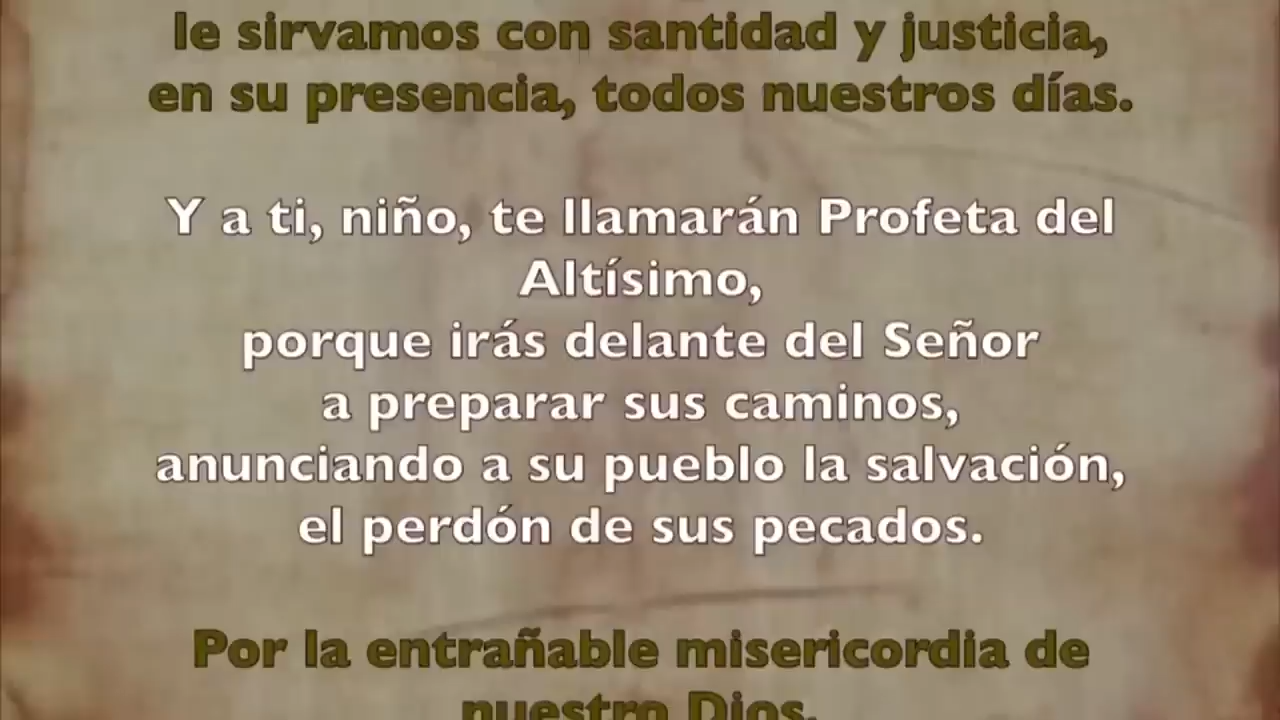 le sirvamos con santidad y justicia,
en su presencia, todos nuestros días.
Y a ti, niño, te llamarán Profeta del
Altísimo,
porque irás delante del Señor
a preparar sus caminos,
anunciando a su pueblo la salvación,
el perdón de sus pecados.
Por la entrañable misericordia de
nuestro Dios,